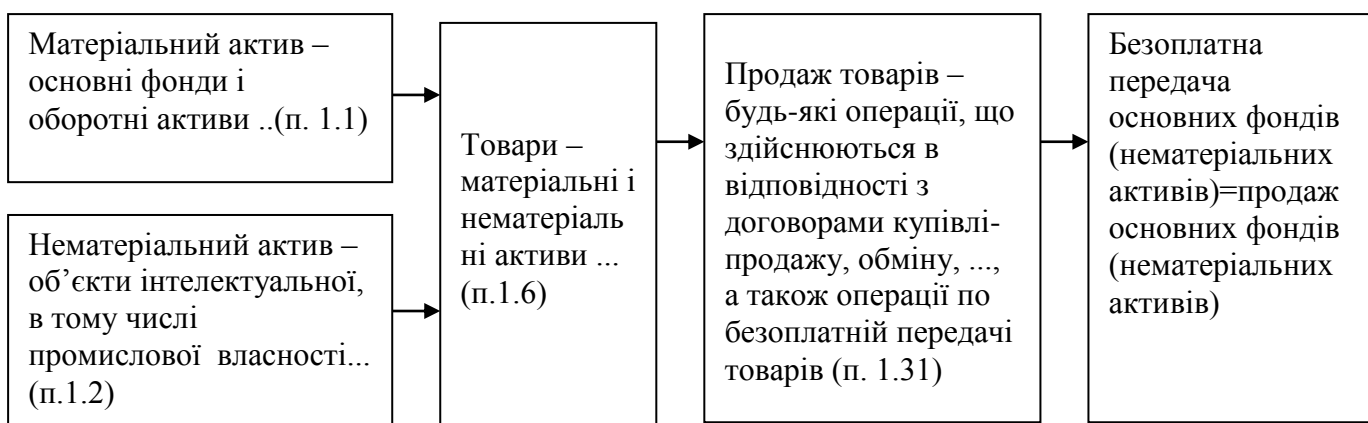 Матеріальний актив –
основні фонди і
оборотні активи ..(п. 1.1)
Нематеріальний актив –
об’єкти інтелектуальної,
в тому числі
промислової власності...
(п.1.2)
Товари –
матеріальні і
нематеріаль
ні активи ...
(п.1.6)
Продаж товарів –
будь-які операції, що
здійснюються в
відповідності з
договорами купівлі-
продажу, обміну, ...,
а також операції по
безоплатній передачі
товарів (п. 1.31)
Безоплатна
передача
основних фондів
(нематеріальних
активів)=продаж
основних фондів
(нематеріальних
активів)